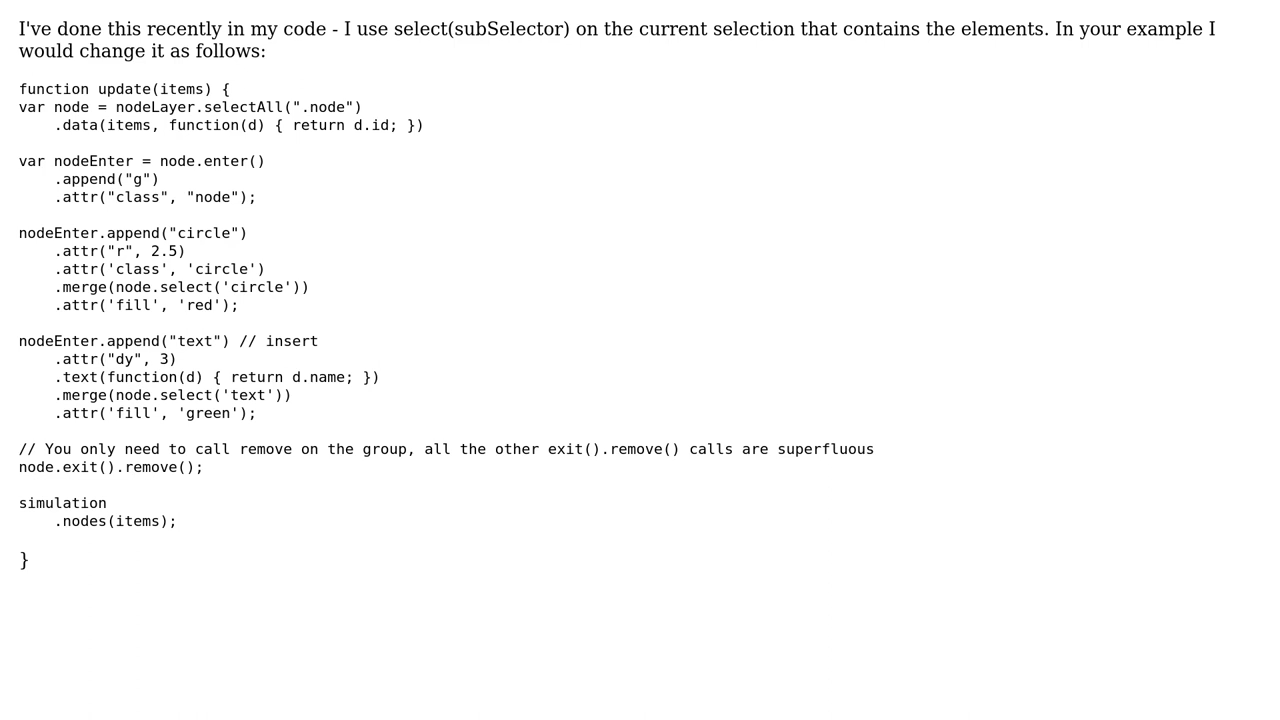 I've done this recently in my code - I use select(subSelector) on the current selection that contains the elements. In your example I
would change it as follows:
function update(items) {
var node = nodeLayer.selectAll(".node")
    .data(items, function(d) { return d.id; })
var nodeEnter = node.enter()
    .append("g")
    .attr("class", "node");
nodeEnter.append("circle")
    .attr("r", 2.5)
    .attr('class', 'circle')
    .merge(node.select('circle'))
    .attr('fill', 'red');
nodeEnter.append("text") // insert
    .attr("dy", 3)
    .text(function(d) { return d.name; })
    .merge(node.select('text'))
    .attr('fill', 'green');
// You only need to call remove on the group, all the other exit().remove() calls are superfluous
node.exit().remove();
simulation
    .nodes(items);
}